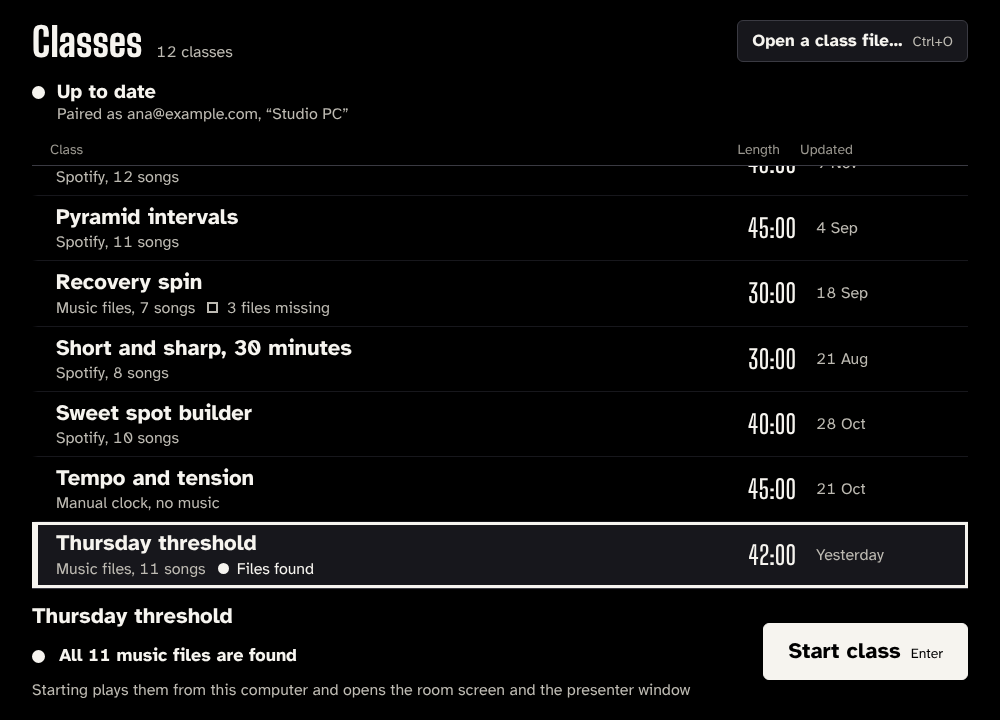 Classes 12 classes
Open a class file... Ctrl+O
Up to date
Paired as ana@example.com, “Studio PC”
Class Length Updated
Spotify, 12 songs
Pyramid intervals
Spotify, 11 songs
45:00 4 Sep
Recovery spin
Music files, 7 songs 3 files missing
30:00 18 Sep
Short and sharp, 30 minutes
Spotify, 8 songs
30:00 21 Aug
Sweet spot builder
Spotify, 10 songs
40:00 28 Oct
Tempo and tension
Manual clock, no music
45:00 21 Oct
Thursday threshold
Music files, 11 songs Files found
42:00 Yesterday
Thursday threshold
All 11 music files are found
Starting plays them from this computer and opens the room screen and the presenter window
Start class Enter